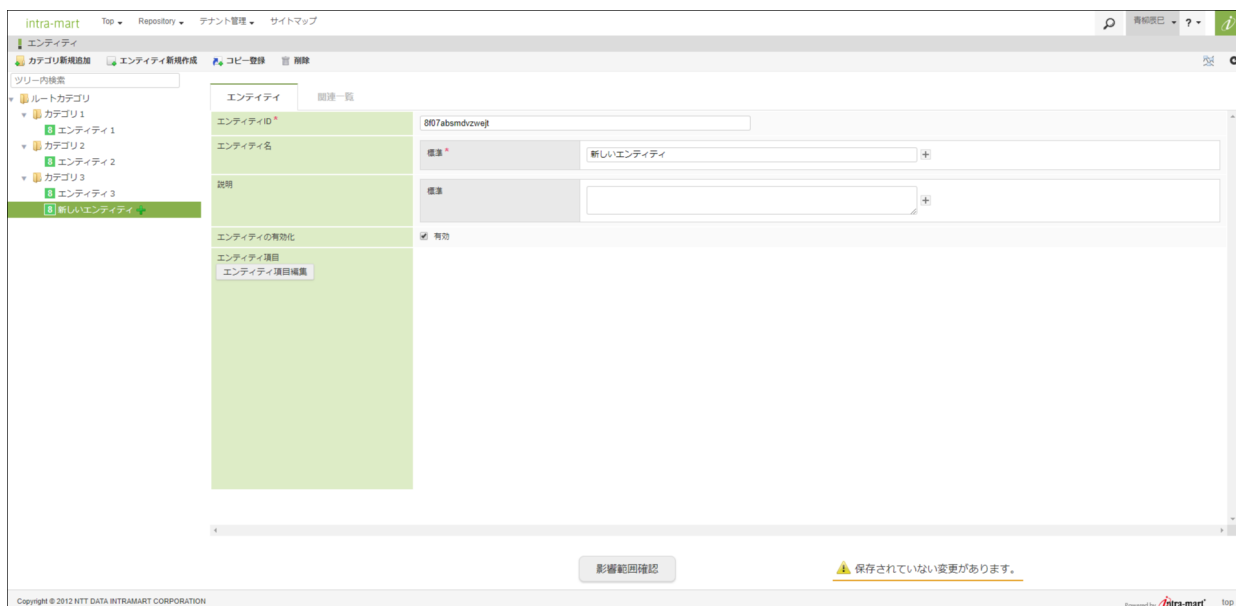 intra-mart Top Repository テナント管理 サイトマップ 青柳辰巳 ?
エンティティ
カテゴリ新規追加 エンティティ新規作成 コピー登録 削除
ツリー内検索
ルートカテゴリ
カテゴリ1
エンティティ1
カテゴリ2
エンティティ2
カテゴリ3
エンティティ3
新しいエンティティ
エンティティ 関連一覧
エンティティID * 8f07absmdvzwejt
エンティティ名 標準 * 新しいエンティティ
説明 標準
エンティティの有効化 有効
エンティティ項目
エンティティ項目編集
影響範囲確認 保存されていない変更があります。
Copyright © 2012 NTT DATA INTRAMART CORPORATION Powered by intra-mart top